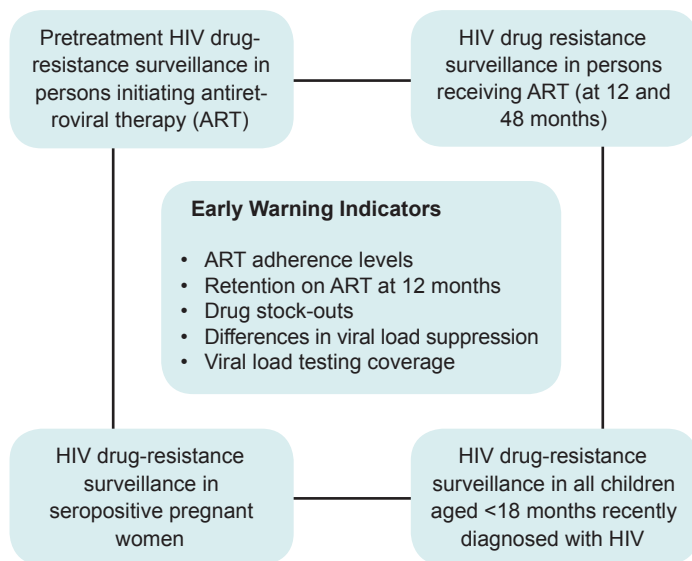 Pretreatment HIV drug-
resistance surveillance in
persons initiating antiret-
roviral therapy (ART)
HIV drug resistance
surveillance in persons
receiving ART (at 12 and
48 months)
Early Warning Indicators
• ART adherence levels
• Retention on ART at 12 months
• Drug stock-outs
• Differences in viral load suppression
• Viral load testing coverage
HIV drug-resistance
surveillance in
seropositive pregnant
women
HIV drug-resistance
surveillance in all children
aged <18 months recently
diagnosed with HIV